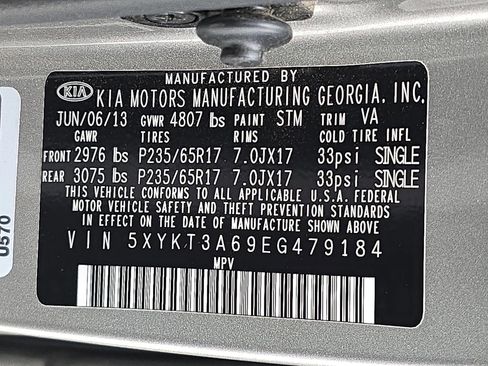 MANUFACTURED BY
KIA KIA MOTORS MANUFACTURING GEORGIA, INC.
JUN/06/13 GVWR 4807 lbs PAINT STM TRIM VA
GAWR TIRES RIMS COLD TIRE INFL
FRONT 2976 lbs P235/65R17 7.0JX17 33psi SINGLE
REAR 3075 lbs P235/65R17 7.0JX17 33psi SINGLE
THIS VEHICLE CONFORMS TO ALL APPLICABLE U.S.A. FEDERAL
MOTOR VEHICLE SAFETY, BUMPER, AND THEFT PREVENTION STANDARDS
IN EFFECT ON THE DATE OF MANUFACTURE SHOWN ABOVE.
VIN 5XYKT3A69EG479184
MPV
0570